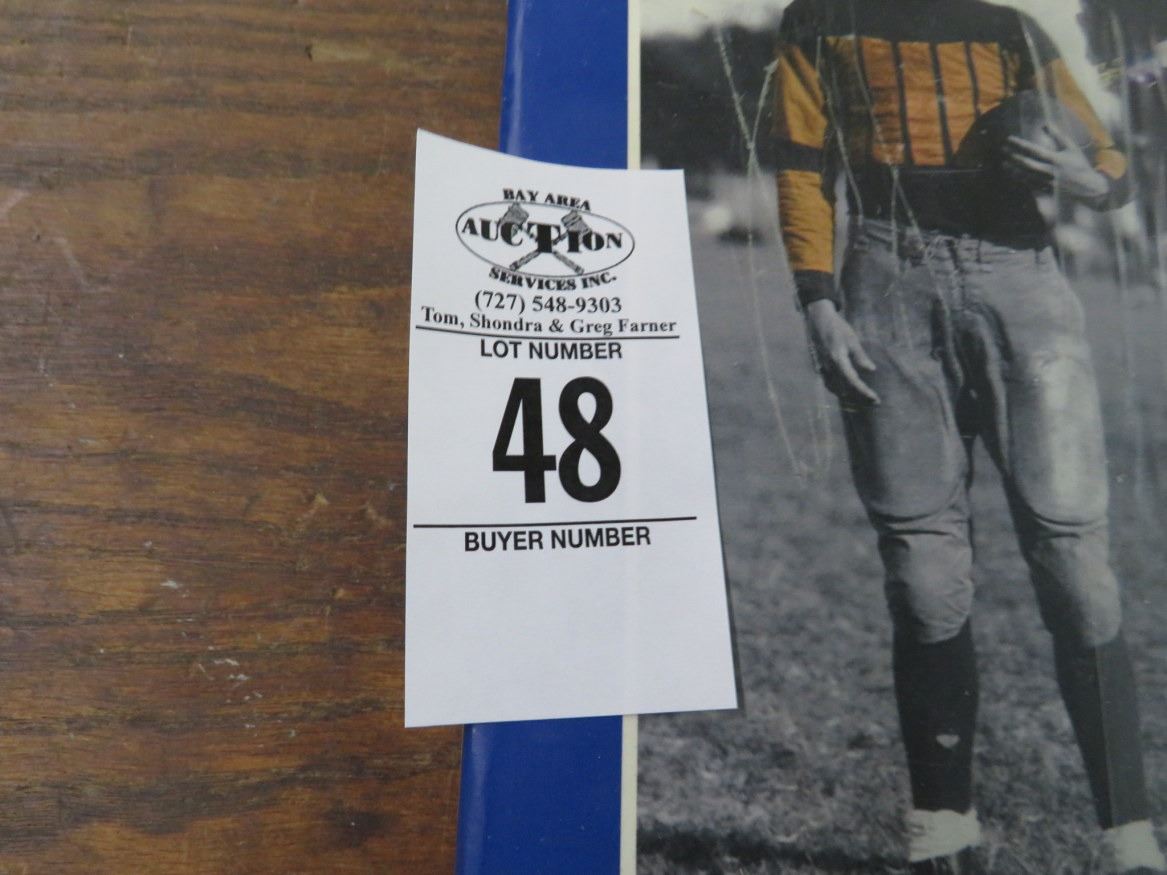 BAY AREA
AUCTION
SERVICES INC.
(727) 548-9303
Tom, Shondra & Greg Farner
LOT NUMBER
48
BUYER NUMBER